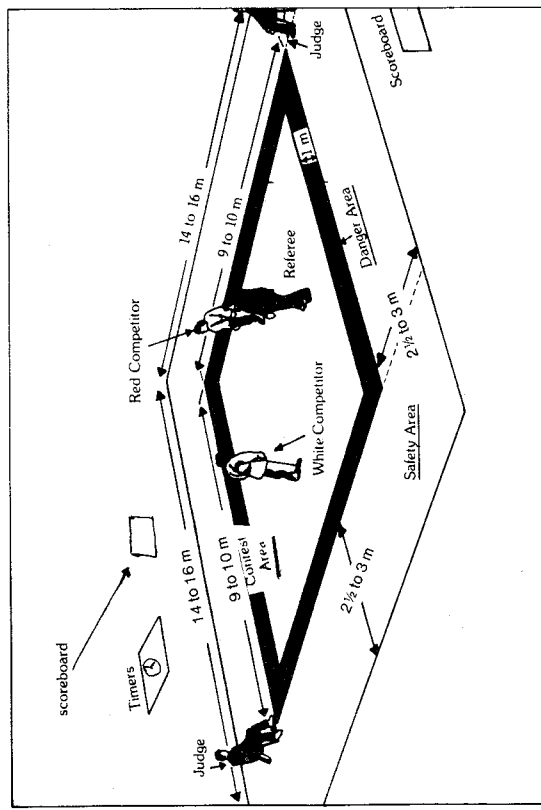 scoreboard
Timers
Red Competitor
14 to 16 m
14 to 16 m
Judge
9 to 10 m
9 to 10 m
Contest
Area
Referee
White Competitor
Judge
±1 m
Danger Area
2½ to 3 m
2½ to 3 m
Safety Area
Scoreboard